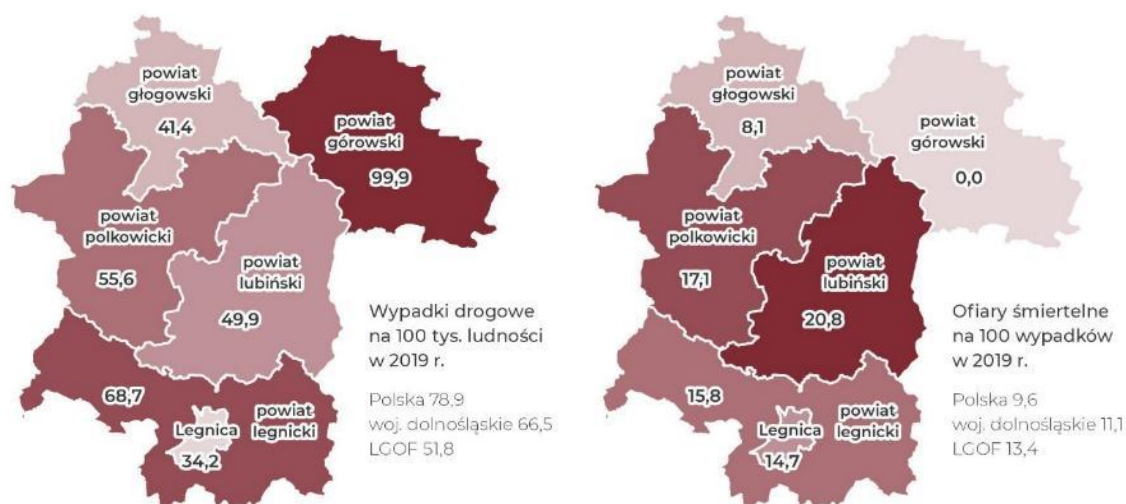 powiat
głogowski
41,4
powiat
górowski
99,9
powiat
polkowicki
55,6
powiat
lubiński
49,9
68,7
powiat
legnicki
Legnica
34,2
Wypadki drogowe
na 100 tys. ludności
w 2019 r.
Polska 78,9
woj. dolnośląskie 66,5
LGOF 51,8
powiat
głogowski
8,1
powiat
górowski
0,0
powiat
polkowicki
17,1
powiat
lubiński
20,8
15,8
powiat
legnicki
Legnica
14,7
Ofiary śmiertelne
na 100 wypadków
w 2019 r.
Polska 9,6
woj. dolnośląskie 11,1
LGOF 13,4